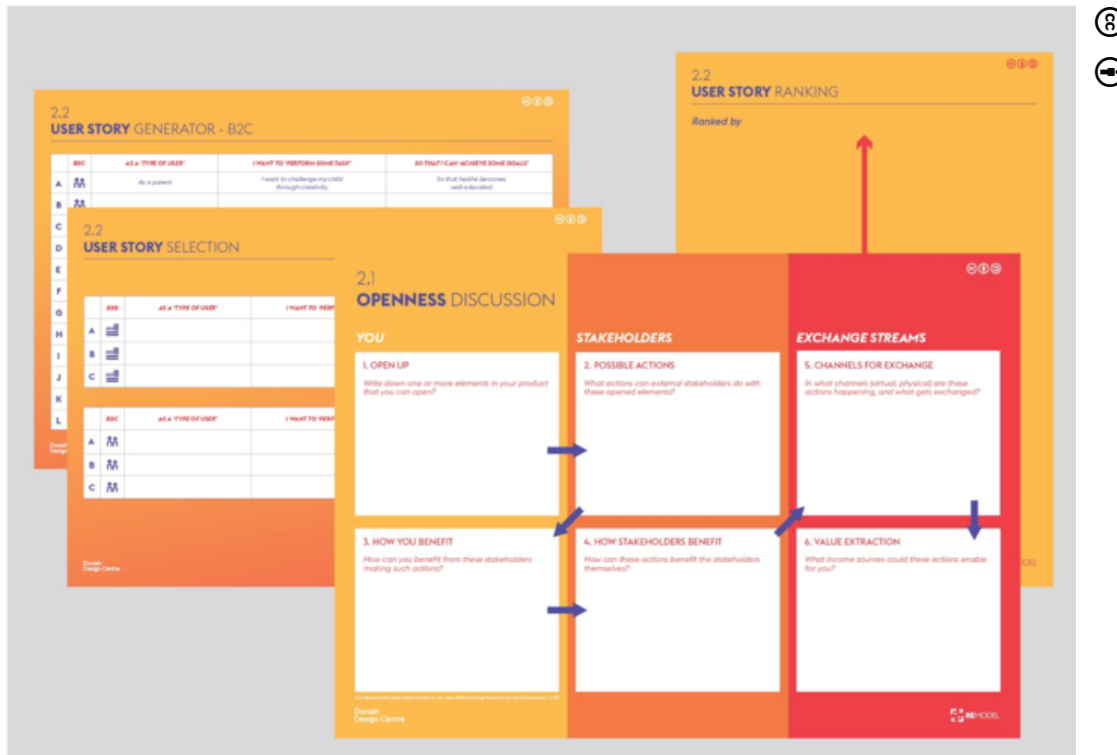 2.2
USER STORY GENERATOR - B2C
BEC
AS A 'TYPE OF USER'
I WANT TO 'PERFORM SOME TASK'
SO THAT I CAN 'ACHIEVE SOME GOALS'
A
As a parent
I want to challenge my child
through creativity
So that he/she becomes
well educated
B
C
D
E
F
G
H
I
J
K
L
2.2
USER STORY SELECTION
AS A 'TYPE OF USER'
I WANT TO
A
B
C
BEC
AS A 'TYPE OF USER'
I WANT TO
A
B
C
Danish
Design Centre
2.2
USER STORY RANKING
Ranked by
2.1
OPENNESS DISCUSSION
YOU
STAKEHOLDERS
EXCHANGE STREAMS
1. OPEN UP
Write down one or more elements in your product
that you can open?
2. POSSIBLE ACTIONS
What actions can external stakeholders do with
these opened elements?
5. CHANNELS FOR EXCHANGE
In what channels (virtual, physical) are these
actions happening, and what gets exchanged?
3. HOW YOU BENEFIT
How can you benefit from these stakeholders
making such actions?
4. HOW STAKEHOLDERS BENEFIT
How can these actions benefit the stakeholders
themselves?
6. VALUE EXTRACTION
What income sources could these actions enable
for you?
Danish
Design Centre
REMODEL